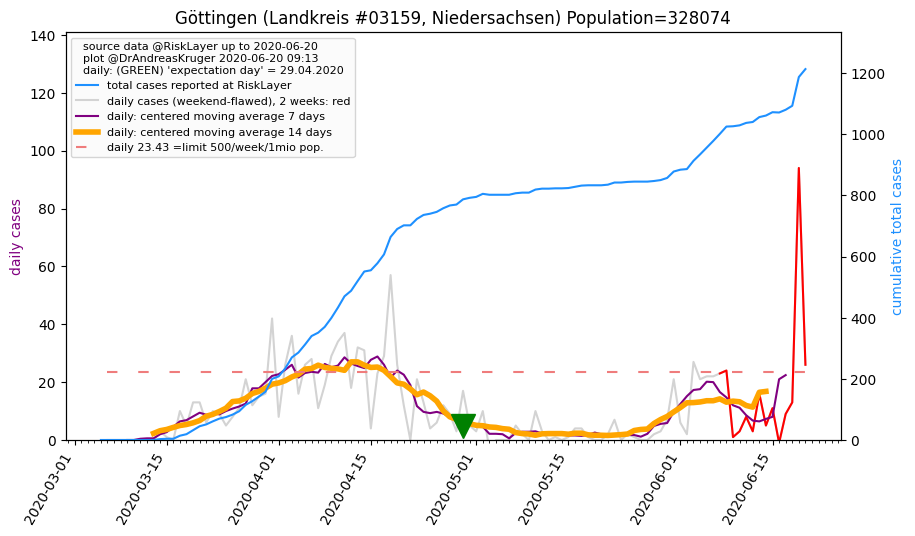 Göttingen (Landkreis #03159, Niedersachsen) Population=328074
source data @RiskLayer up to 2020-06-20
plot @DrAndreasKruger 2020-06-20 09:13
daily: (GREEN) 'expectation day' = 29.04.2020
total cases reported at RiskLayer
daily cases (weekend-flawed), 2 weeks: red
daily: centered moving average 7 days
daily: centered moving average 14 days
daily 23.43 =limit 500/week/1mio pop.
daily cases
140
120
100
80
60
40
20
0
cumulative total cases
1200
1000
800
600
400
200
0
2020-03-01
2020-03-15
2020-04-01
2020-04-15
2020-05-01
2020-05-15
2020-06-01
2020-06-15